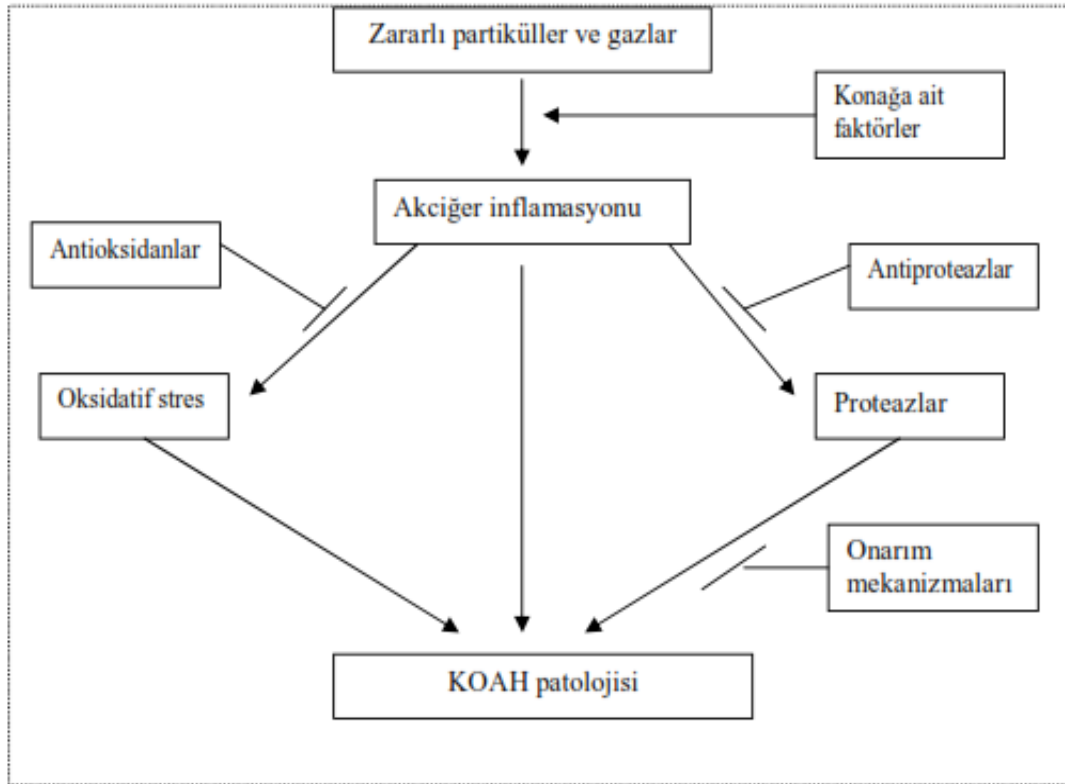 Zararlı partiküller ve gazlar
Konağa ait
faktörler
Akciğer inflamasyonu
Antioksidanlar
Antiproteazlar
Oksidatif stres
Proteazlar
Onarım
mekanizmaları
KOAH patolojisi